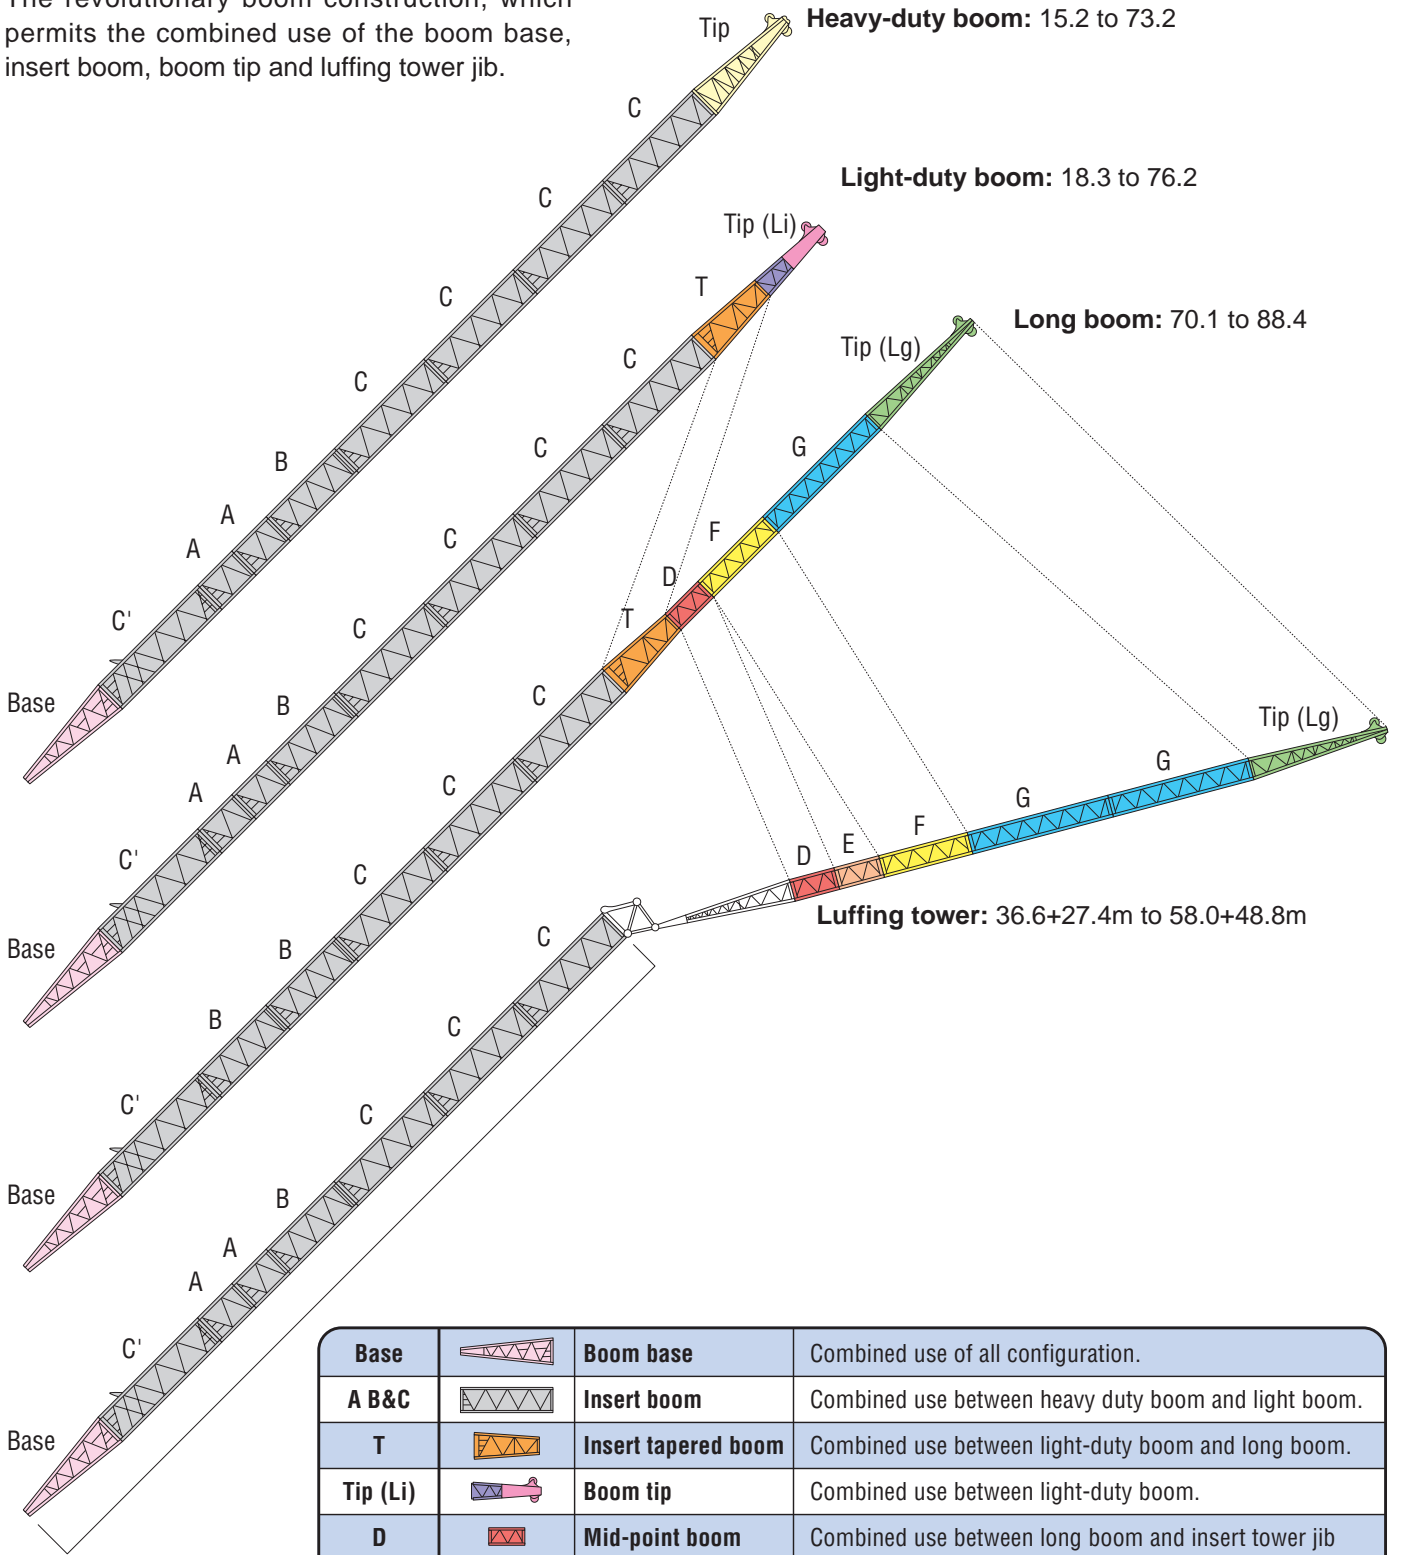 The revolutionary boom construction, which
permits the combined use of the boom base,
insert boom, boom tip and luffing tower jib.
Heavy-duty boom: 15.2 to 73.2
Tip
C
C
C
C
B
A
A
C'
Base
Light-duty boom: 18.3 to 76.2
Tip (Li)
T
C
C
C
C
B
A
A
C'
Base
Long boom: 70.1 to 88.4
Tip (Lg)
G
F
D
T
C
C
C
B
B
C'
Base
Tip (Lg)
G
G
F
E
D
Luffing tower: 36.6+27.4m to 58.0+48.8m
C
C
C
B
A
A
C'
Base
Base Boom base Combined use of all configuration.
A B&C Insert boom Combined use between heavy duty boom and light boom.
T Insert tapered boom Combined use between light-duty boom and long boom.
Tip (Li) Boom tip Combined use between light-duty boom.
D Mid-point boom Combined use between long boom and insert tower jib